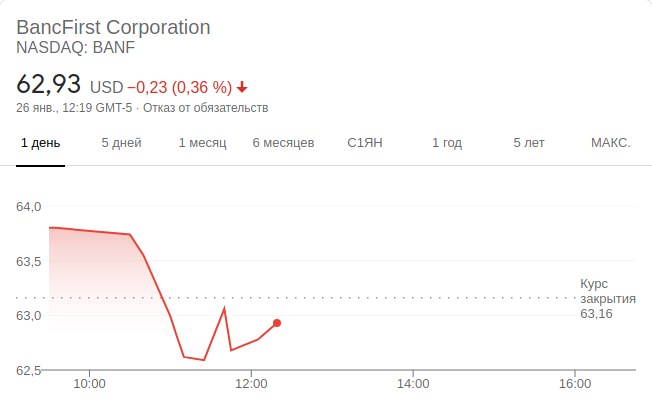 BancFirst Corporation
NASDAQ: BANF
62,93 USD −0,23 (0,36 %)
26 янв., 12:19 GMT-5 · Отказ от обязательств
1 день 5 дней 1 месяц 6 месяцев С1ЯН 1 год 5 лет МАКС.
64,0
63,5
Курс
закрытия
63,16
63,0
62,5
10:00 12:00 14:00 16:00